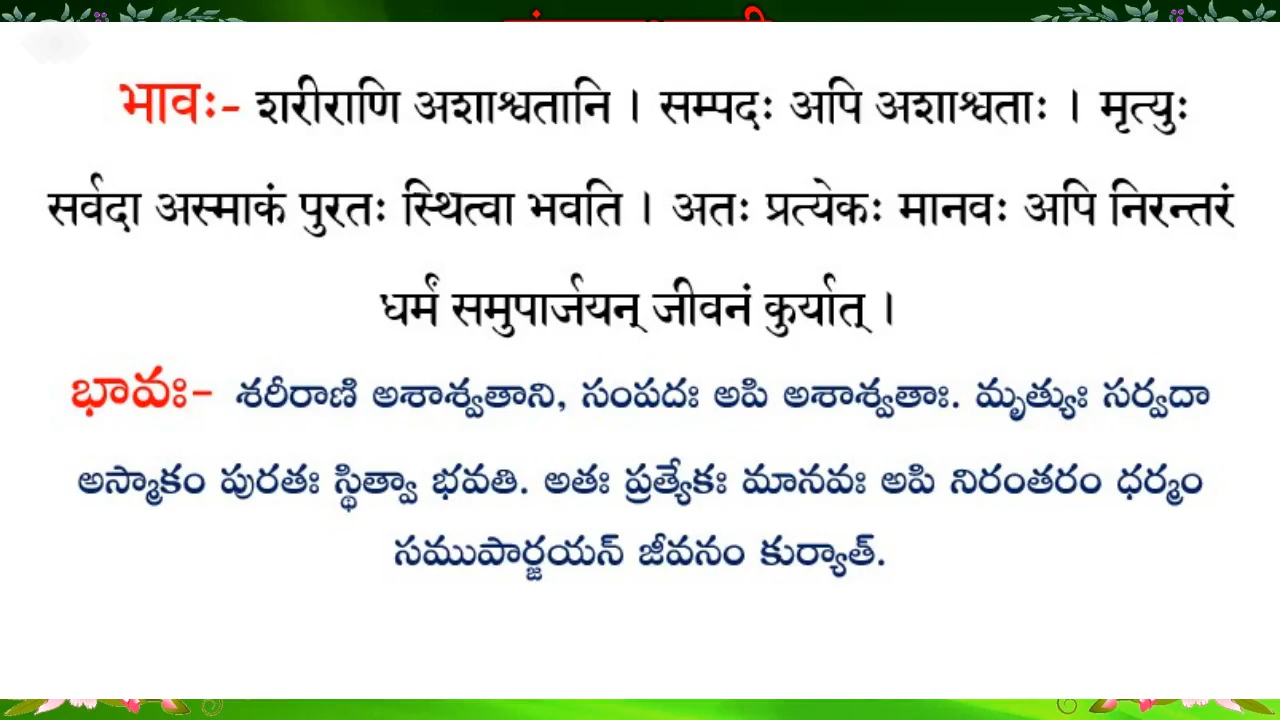 भावः- शरीराणि अशाश्वतानि । सम्पदः अपि अशाश्वताः । मृत्युः
सर्वदा अस्माकं पुरतः स्थित्वा भवति । अतः प्रत्येकः मानवः अपि निरन्तरं
धर्मं समुपार्जयन् जीवनं कुर्यात् ।
భావః- శరీరాణి అశాశ్వతాని, సంపదః అపి అశాశ్వతాః. మృత్యుః సర్వదా
అస్మాకం పురతః స్థిత్వా భవతి. అతః ప్రత్యేకః మానవః అపి నిరంతరం ధర్మం
సముపార్జయన్ జీవనం కుర్యాత్.